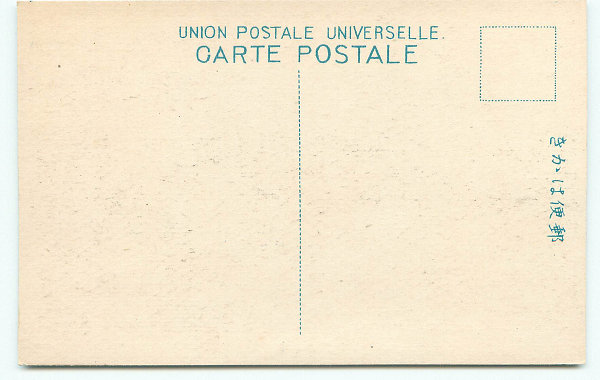 UNION POSTALE UNIVERSELLE.
CARTE POSTALE
きかは便郵